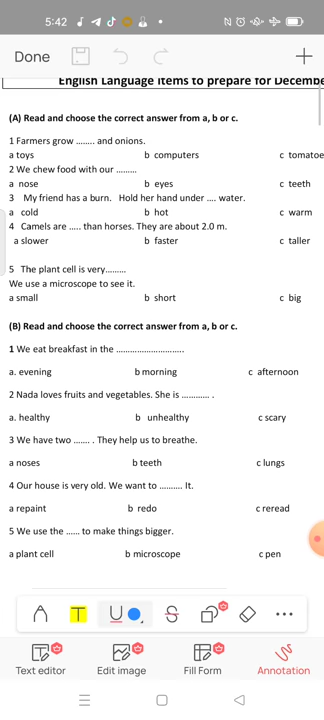 5:42
Done
English Language items to prepare for Decembe
(A) Read and choose the correct answer from a, b or c.
1 Farmers grow ........ and onions.
a toys b computers c tomatoe
2 We chew food with our .........
a nose b eyes c teeth
3 My friend has a burn. Hold her hand under .... water.
a cold b hot c warm
4 Camels are ..... than horses. They are about 2.0 m.
a slower b faster c taller
5 The plant cell is very.........
We use a microscope to see it.
a small b short c big
(B) Read and choose the correct answer from a, b or c.
1 We eat breakfast in the ...........................
a. evening b morning c afternoon
2 Nada loves fruits and vegetables. She is ........... .
a. healthy b unhealthy c scary
3 We have two ....... . They help us to breathe.
a noses b teeth c lungs
4 Our house is very old. We want to .......... It.
a repaint b redo c reread
5 We use the ...... to make things bigger.
a plant cell b microscope c pen
Text editor Edit image Fill Form Annotation